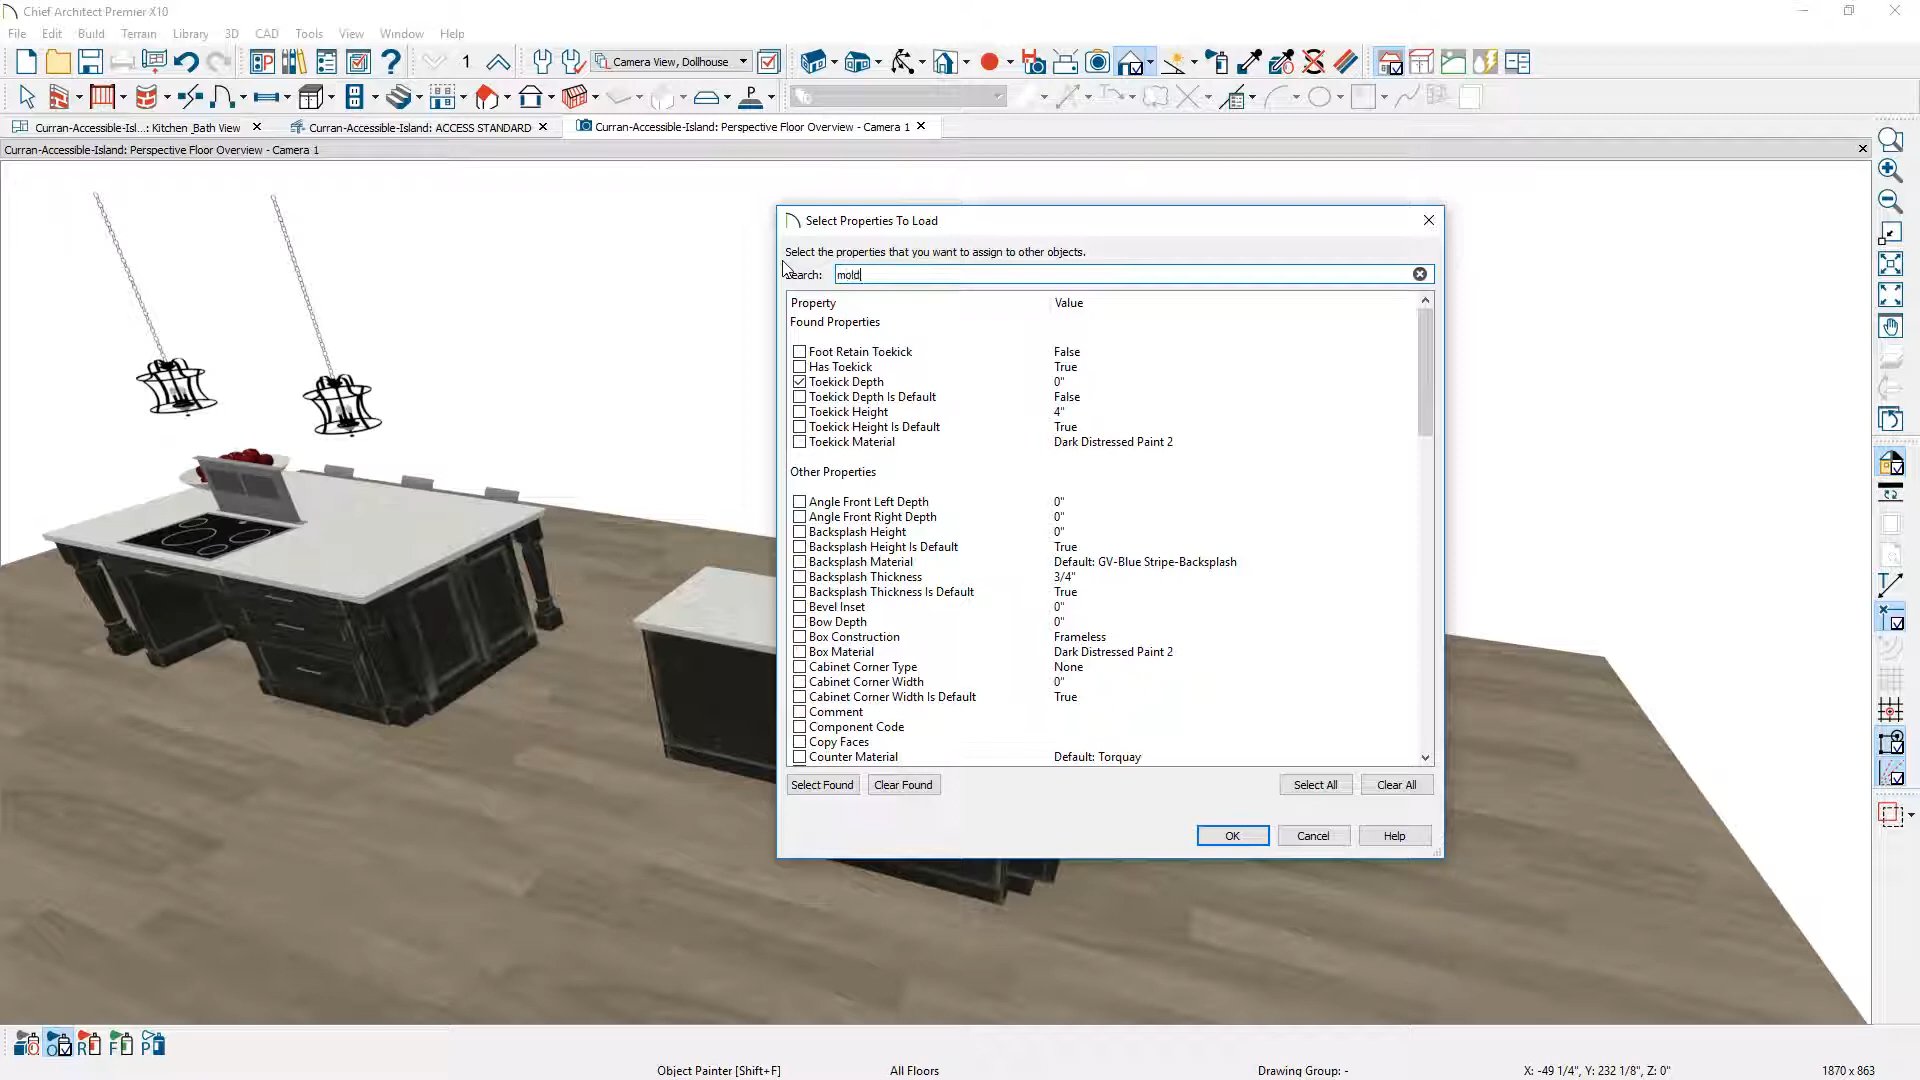 Chief Architect Premier X10
File Edit Build Terrain Library 3D CAD Tools View Window Help
1 Camera View, Dollhouse
Curran-Accessible-Isl...: Kitchen_Bath View Curran-Accessible-Island: ACCESS STANDARD Curran-Accessible-Island: Perspective Floor Overview - Camera 1
Curran-Accessible-Island: Perspective Floor Overview - Camera 1
Select Properties To Load
Select the properties that you want to assign to other objects.
Search: mold
Property Value
Found Properties
Foot Retain Toekick False
Has Toekick True
Toekick Depth 0"
Toekick Depth Is Default False
Toekick Height 4"
Toekick Height Is Default True
Toekick Material Dark Distressed Paint 2
Other Properties
Angle Front Left Depth 0"
Angle Front Right Depth 0"
Backsplash Height 0"
Backsplash Height Is Default True
Backsplash Material Default: GV-Blue Stripe-Backsplash
Backsplash Thickness 3/4"
Backsplash Thickness Is Default True
Bevel Inset 0"
Bow Depth 0"
Box Construction Frameless
Box Material Dark Distressed Paint 2
Cabinet Corner Type None
Cabinet Corner Width 0"
Cabinet Corner Width Is Default True
Comment
Component Code
Copy Faces
Counter Material Default: Torquay
Select Found Clear Found Select All Clear All
OK Cancel Help
Object Painter [Shift+F] All Floors Drawing Group: - X: -49 1/4", Y: 232 1/8", Z: 0" 1870 x 863